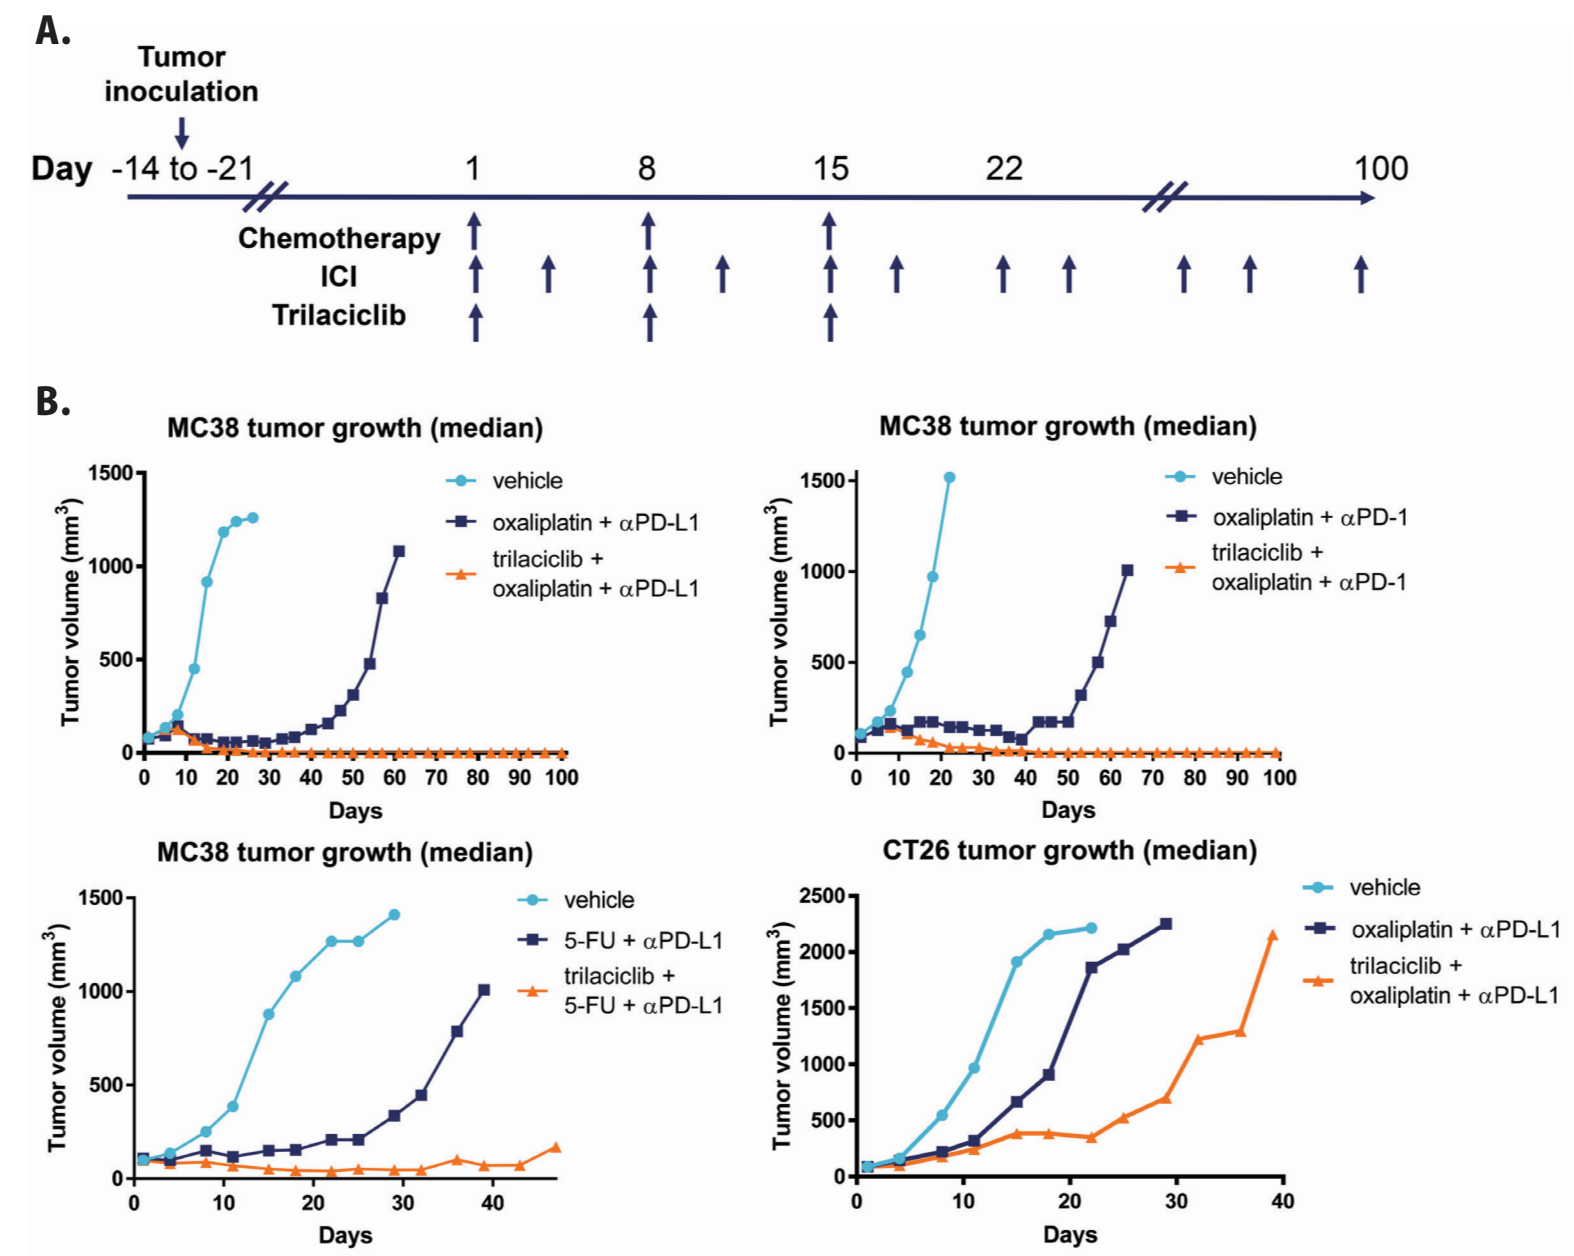 A.
Tumor
inoculation
Day -14 to -21 1 8 15 22 100
Chemotherapy
ICI
Trilaciclib
B.
MC38 tumor growth (median)
Tumor volume (mm³)
1500
1000
500
0
0 10 20 30 40 50 60 70 80 90 100
Days
vehicle
oxaliplatin + αPD-L1
trilaciclib +
oxaliplatin + αPD-L1
MC38 tumor growth (median)
Tumor volume (mm³)
1500
1000
500
0
0 10 20 30 40 50 60 70 80 90 100
Days
vehicle
oxaliplatin + αPD-1
trilaciclib +
oxaliplatin + αPD-1
MC38 tumor growth (median)
Tumor volume (mm³)
1500
1000
500
0
0 10 20 30 40
Days
vehicle
5-FU + αPD-L1
trilaciclib +
5-FU + αPD-L1
CT26 tumor growth (median)
Tumor volume (mm³)
2500
2000
1500
1000
500
0
0 10 20 30 40
Days
vehicle
oxaliplatin + αPD-L1
trilaciclib +
oxaliplatin + αPD-L1